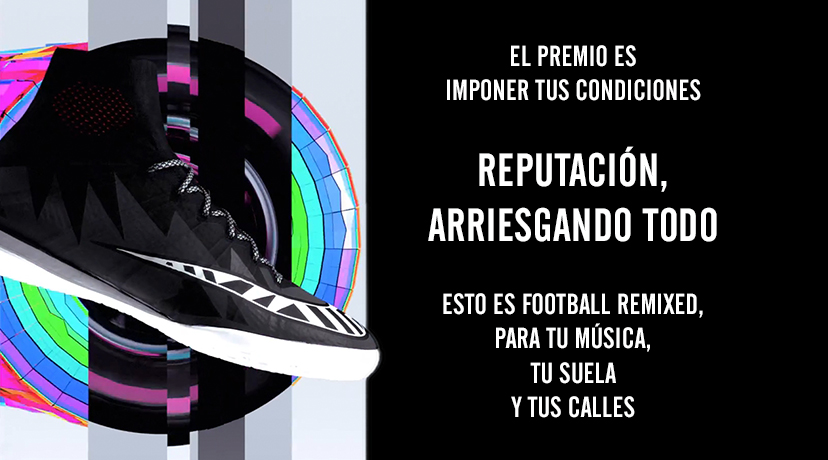 EL PREMIO ES
IMPONER TUS CONDICIONES
REPUTACIÓN,
ARRIESGANDO TODO
ESTO ES FOOTBALL REMIXED,
PARA TU MÚSICA,
TU SUELA
Y TUS CALLES